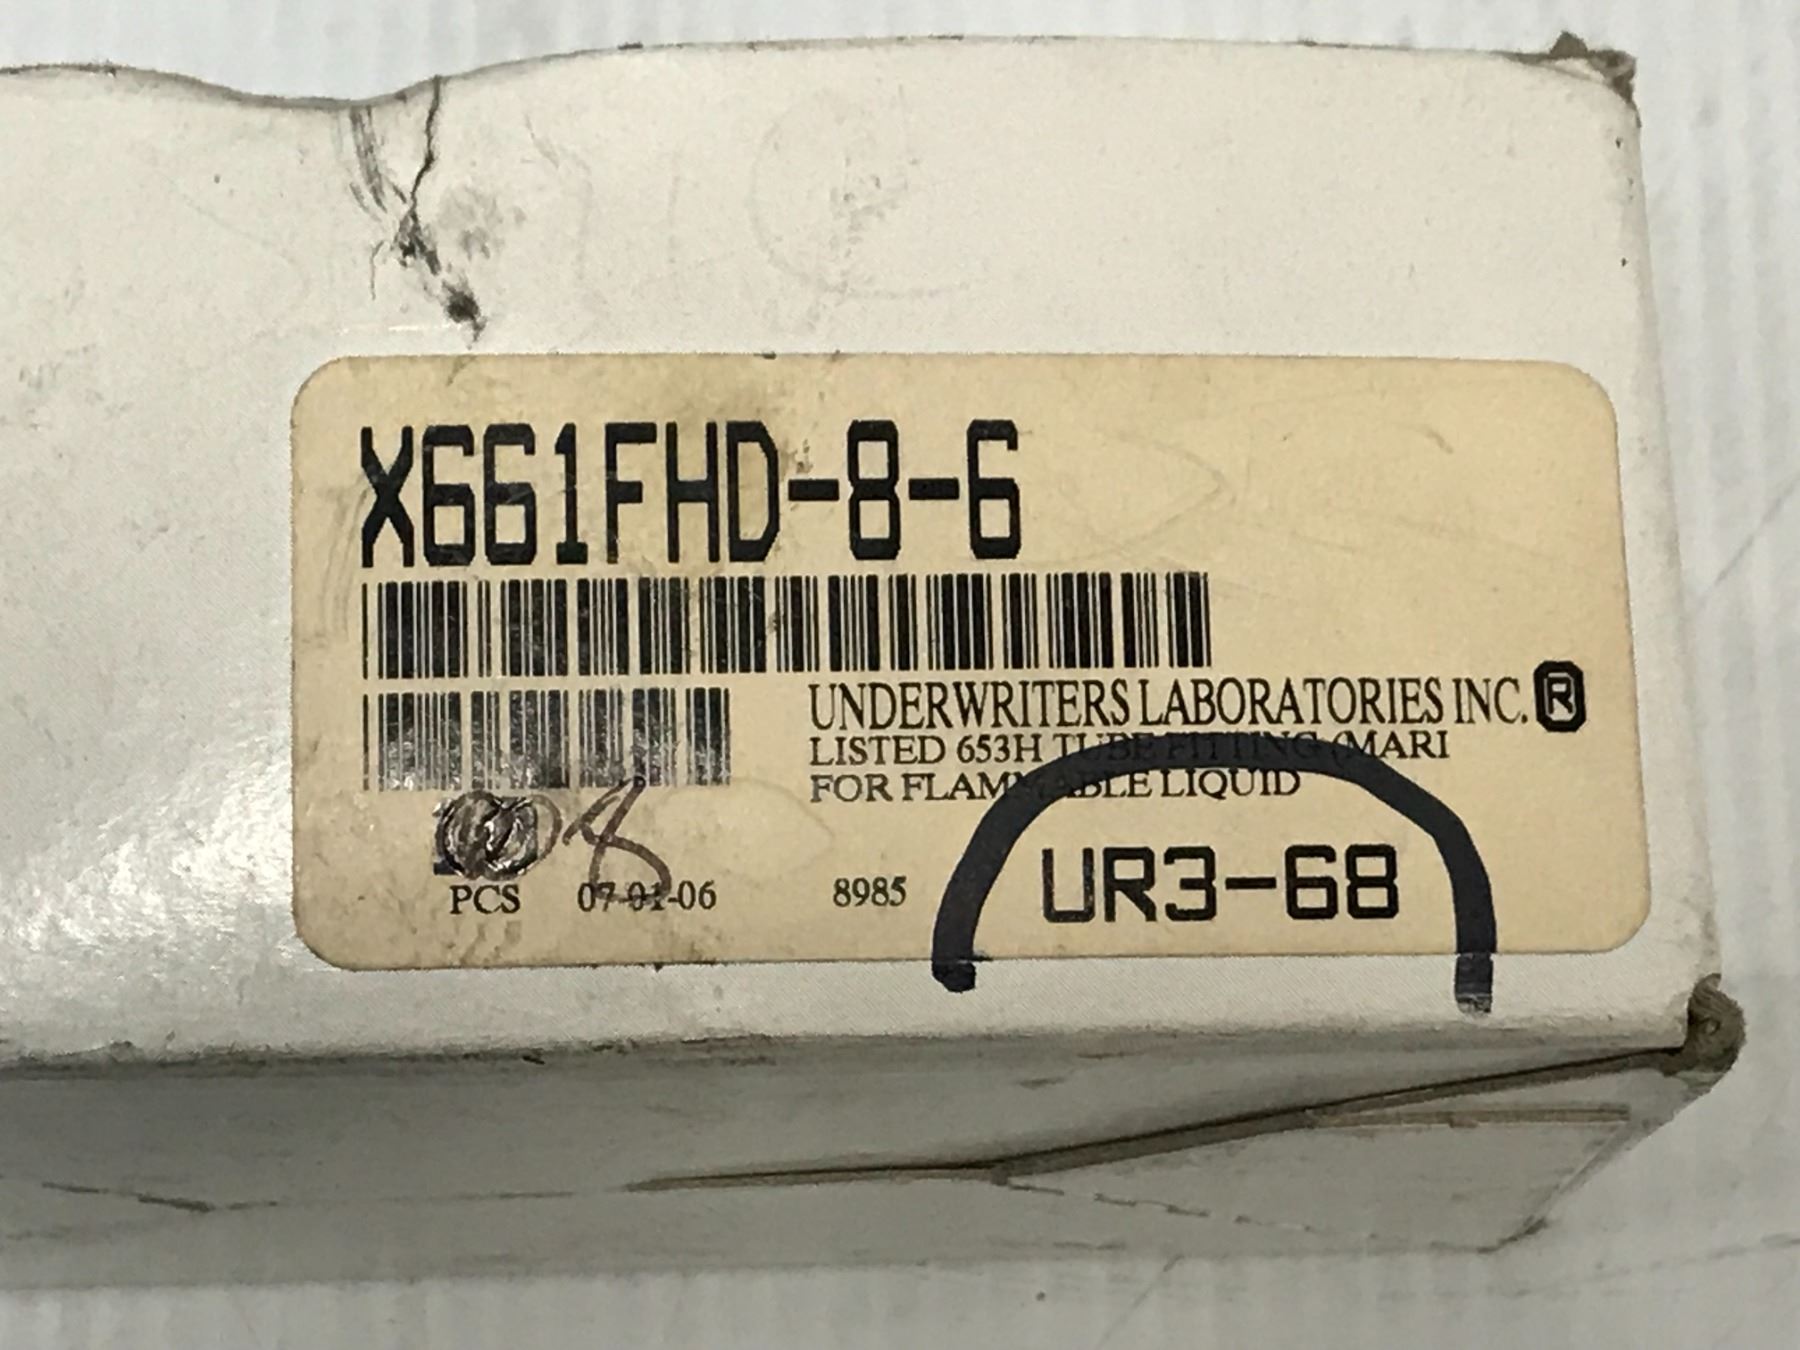 X661FHD-8-6
UNDERWRITERS LABORATORIES INC.®
LISTED 653H TUBE FITTING (MARI
FOR FLAMMABLE LIQUID
8
PCS 07-01-06 8985 UR3-68